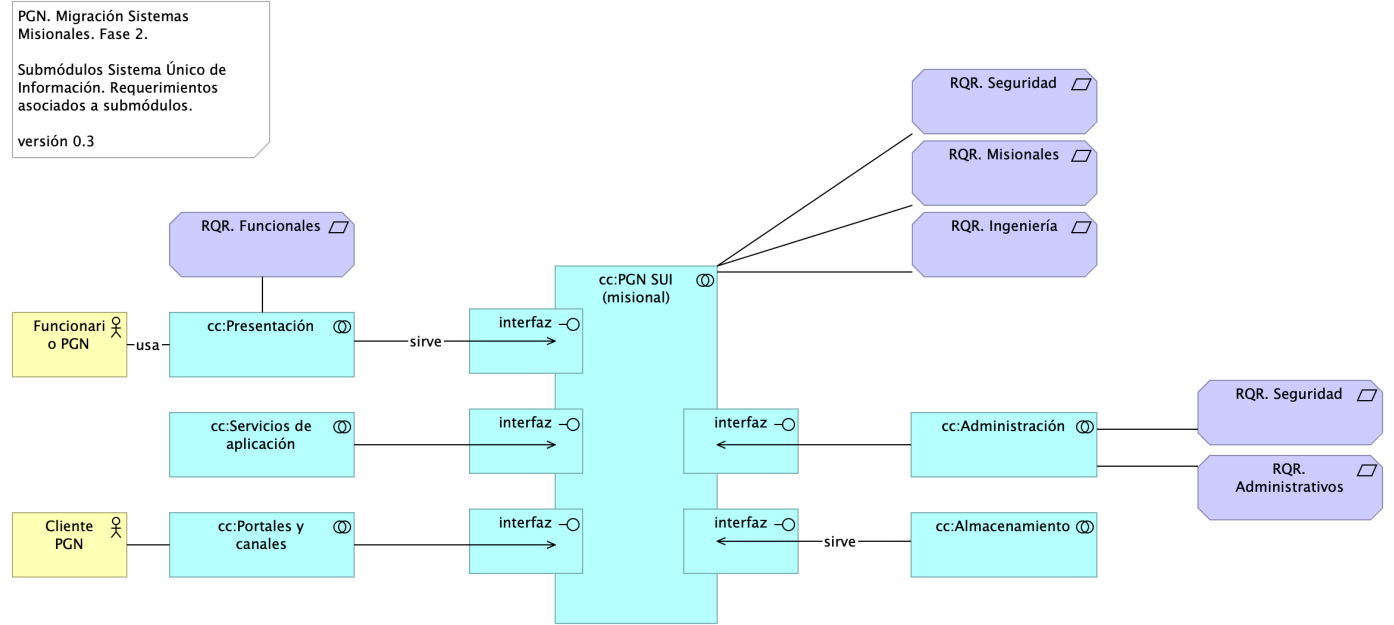 PGN. Migración Sistemas
Misionales. Fase 2.
Submódulos Sistema Único de
Información. Requerimientos
asociados a submódulos.
versión 0.3
RQR. Seguridad
RQR. Misionales
RQR. Funcionales
RQR. Ingeniería
cc:PGN SUI
(misional)
Funcionari
o PGN
usa
cc:Presentación
sirve
interfaz
RQR. Seguridad
cc:Servicios de
aplicación
interfaz
interfaz
cc:Administración
RQR.
Administrativos
Cliente
PGN
cc:Portales y
canales
interfaz
interfaz
sirve
cc:Almacenamiento